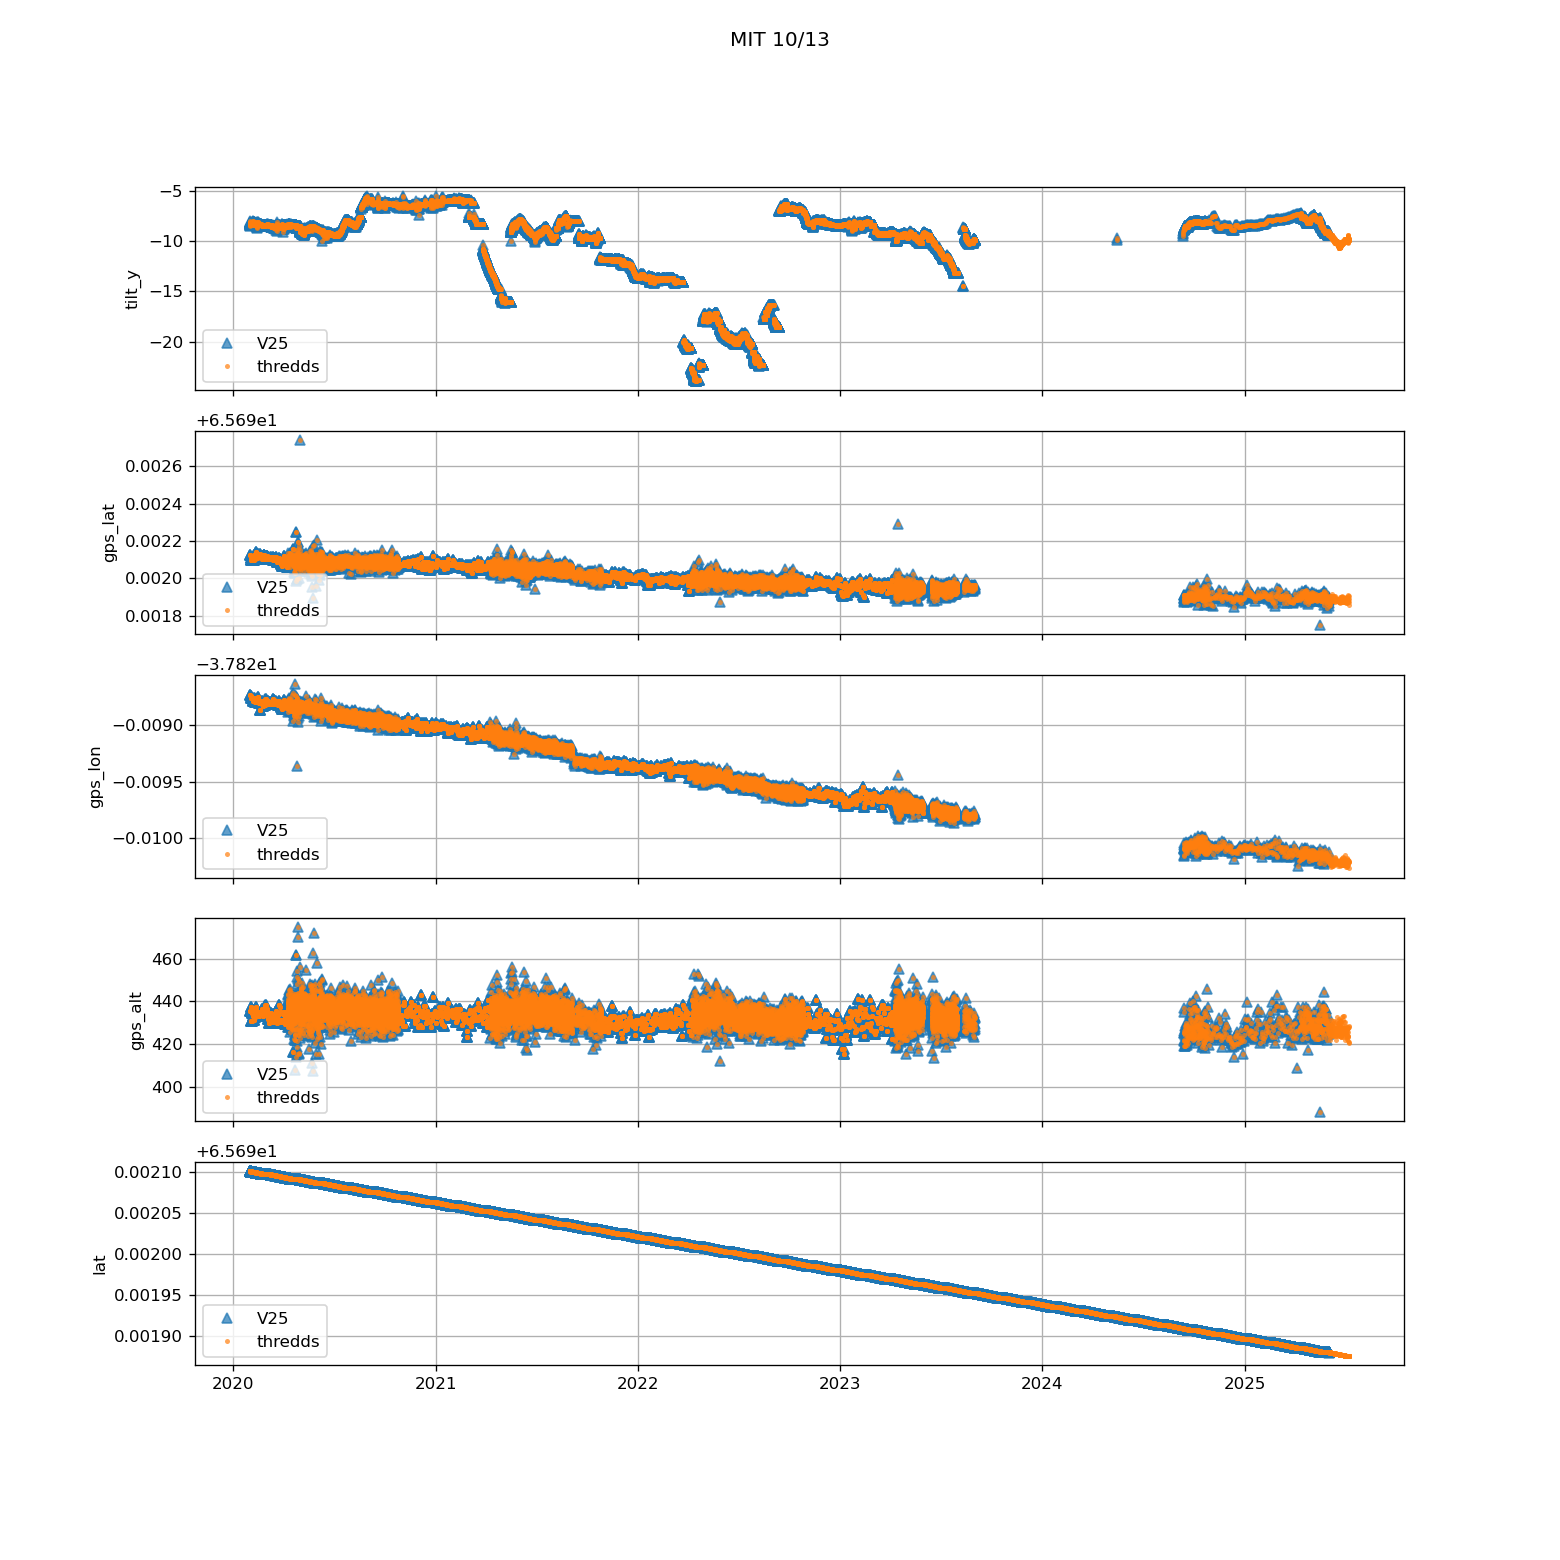 MIT 10/13
−5
−10
−15
−20
tilt_y
V25
thredds
+6.569e1
0.0026
0.0024
0.0022
0.0020
0.0018
gps_lat
V25
thredds
−3.782e1
−0.0090
−0.0095
−0.0100
gps_lon
V25
thredds
460
440
420
400
gps_alt
V25
thredds
+6.569e1
0.00210
0.00205
0.00200
0.00195
0.00190
lat
V25
thredds
2020 2021 2022 2023 2024 2025